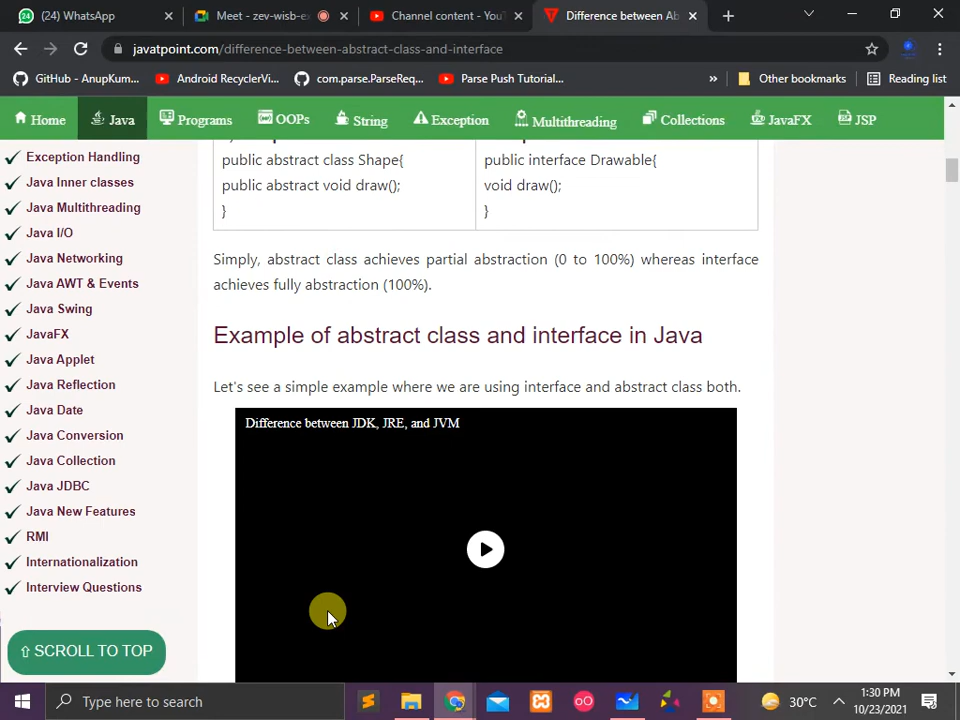 (24) WhatsApp
Meet - zev-wisb-e
Channel content - You
Difference between Ab
javatpoint.com/difference-between-abstract-class-and-interface
GitHub - AnupKum...
Android RecyclerVi...
com.parse.ParseReq...
Parse Push Tutorial...
»
Other bookmarks
Reading list
Home
Java
Programs
OOPs
String
Exception
Multithreading
Collections
JavaFX
JSP
Exception Handling
Java Inner classes
Java Multithreading
Java I/O
Java Networking
Java AWT & Events
Java Swing
JavaFX
Java Applet
Java Reflection
Java Date
Java Conversion
Java Collection
Java JDBC
Java New Features
RMI
Internationalization
Interview Questions
⇧ SCROLL TO TOP
public abstract class Shape{
public abstract void draw();
}
public interface Drawable{
void draw();
}
Simply, abstract class achieves partial abstraction (0 to 100%) whereas interface
achieves fully abstraction (100%).
Example of abstract class and interface in Java
Let's see a simple example where we are using interface and abstract class both.
Difference between JDK, JRE, and JVM
Type here to search
30°C
1:30 PM
10/23/2021